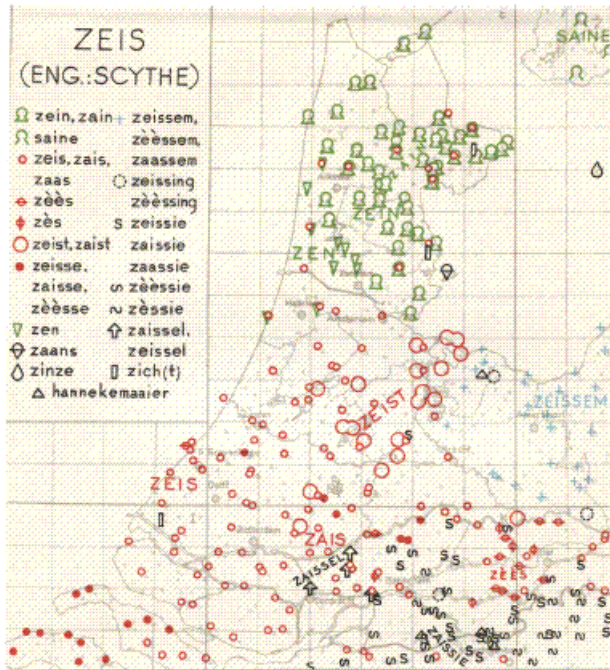 ZEIS
(ENG.:SCYTHE)
zein, zain
saine
zeis, zais,
zaas
zèès
zès
zeist, zaist
zeisse,
zaisse,
zèèsse
zen
zaans
zinze
hannekemaaier
zeissem,
zèèssem,
zaassem
zeissing
zèèssing
zeissie
zaissie
zaassie
zèèssie
zèssie
zaissel,
zeissel
zich(t)
SAINE
ZEIN
ZEN
ZEIST
ZEISSEM
ZEIS
ZAIS
ZAISSEL
ZÈÈS
ZAISSIE